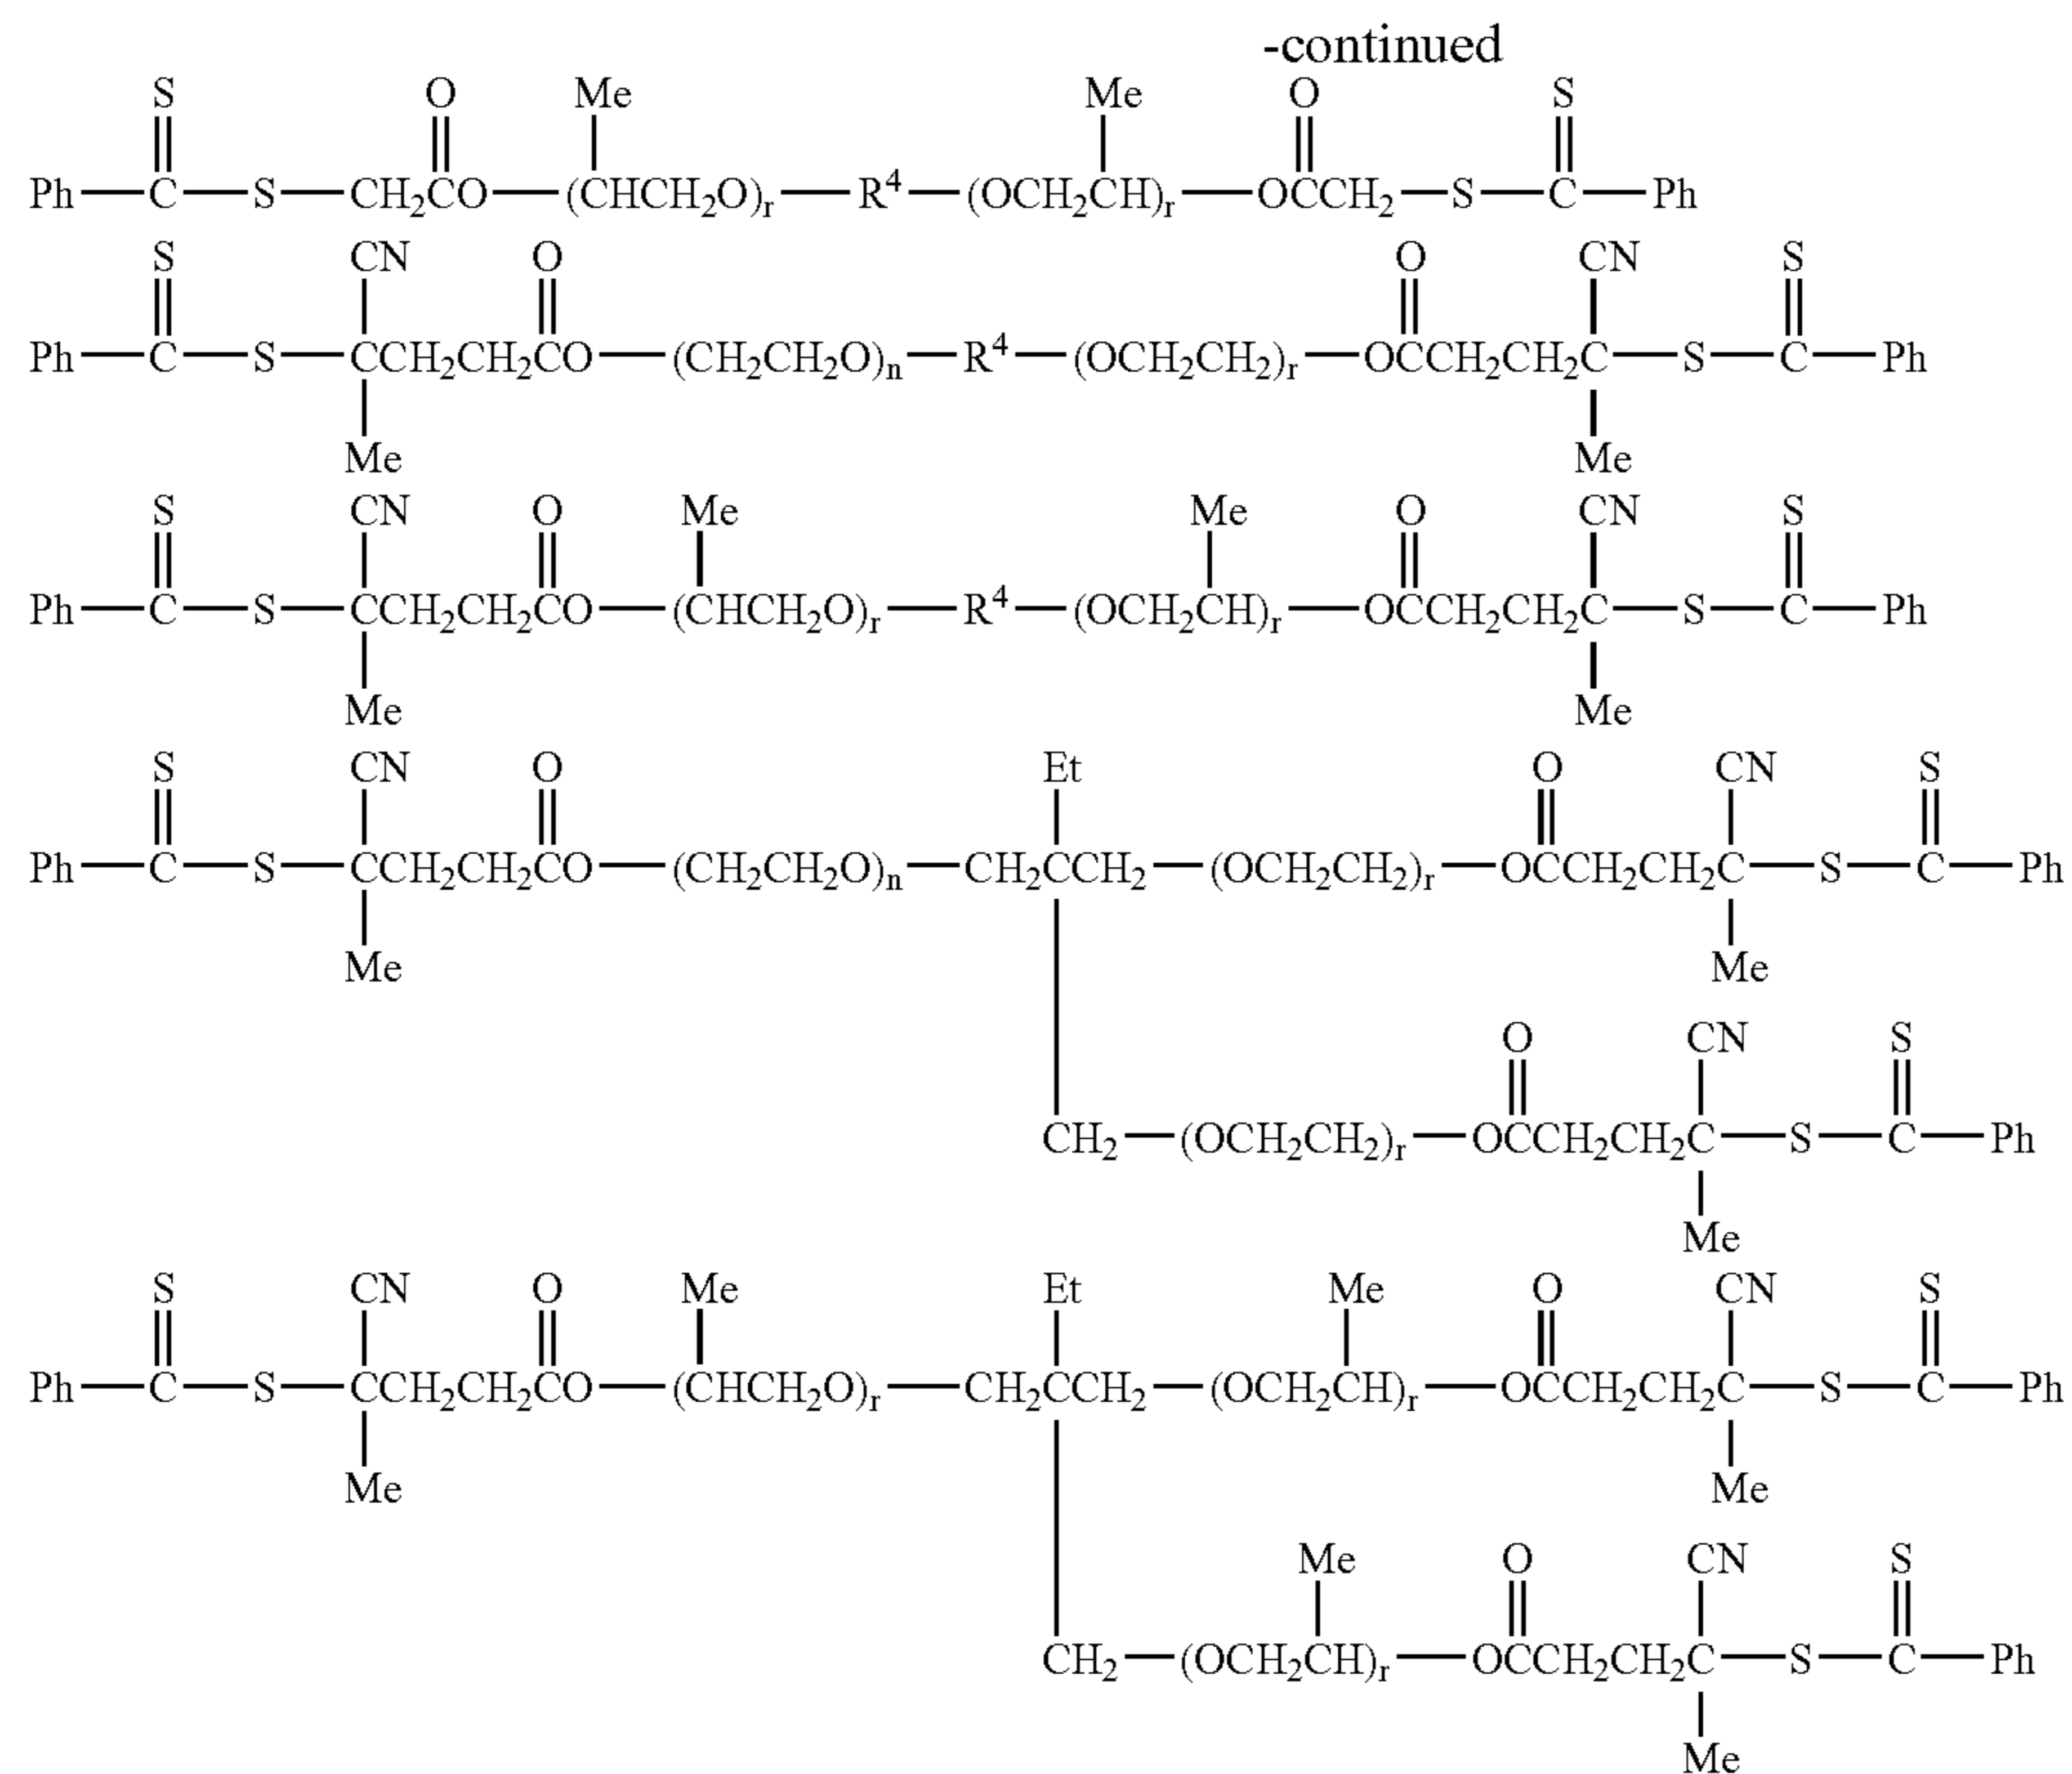 -continued
S O Me Me O S
Ph—C—S—CH₂CO—(CHCH₂O)ᵣ—R⁴—(OCH₂CH)ᵣ—OCCH₂—S—C—Ph
S CN O O CN S
Ph—C—S—CCH₂CH₂CO—(CH₂CH₂O)ₙ—R⁴—(OCH₂CH₂)ᵣ—OCCH₂CH₂C—S—C—Ph
Me Me
S CN O Me Me O CN S
Ph—C—S—CCH₂CH₂CO—(CHCH₂O)ᵣ—R⁴—(OCH₂CH)ᵣ—OCCH₂CH₂C—S—C—Ph
Me Me
S CN O Et O CN S
Ph—C—S—CCH₂CH₂CO—(CH₂CH₂O)ₙ—CH₂CCH₂—(OCH₂CH₂)ᵣ—OCCH₂CH₂C—S—C—Ph
Me Me
O CN S
CH₂—(OCH₂CH₂)ᵣ—OCCH₂CH₂C—S—C—Ph
Me
S CN O Me Et Me O CN S
Ph—C—S—CCH₂CH₂CO—(CHCH₂O)ᵣ—CH₂CCH₂—(OCH₂CH)ᵣ—OCCH₂CH₂C—S—C—Ph
Me Me
Me O CN S
CH₂—(OCH₂CH)ᵣ—OCCH₂CH₂C—S—C—Ph
Me